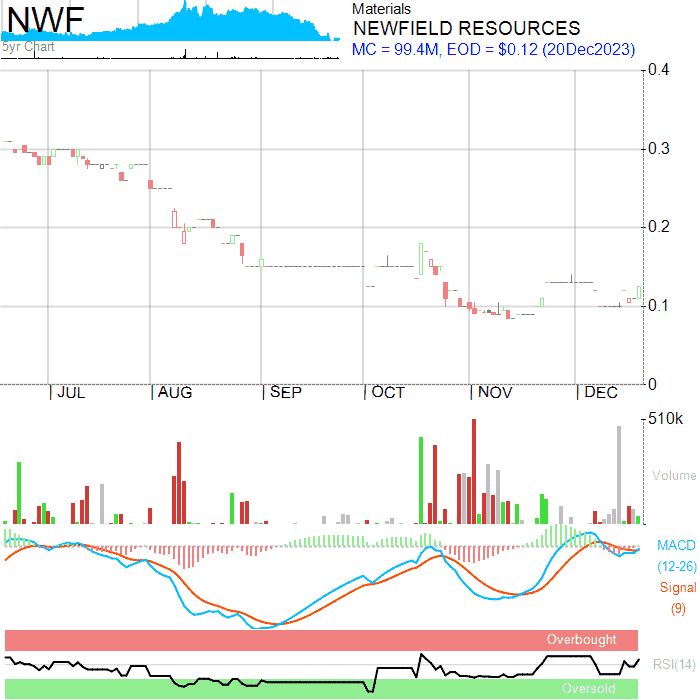 NWF
5yr Chart
Materials
NEWFIELD RESOURCES
MC = 99.4M, EOD = $0.12 (20Dec2023)
0.4
0.3
0.2
0.1
0
JUL
AUG
SEP
OCT
NOV
DEC
510k
Volume
MACD
(12-26)
Signal
(9)
Overbought
RSI(14)
Oversold